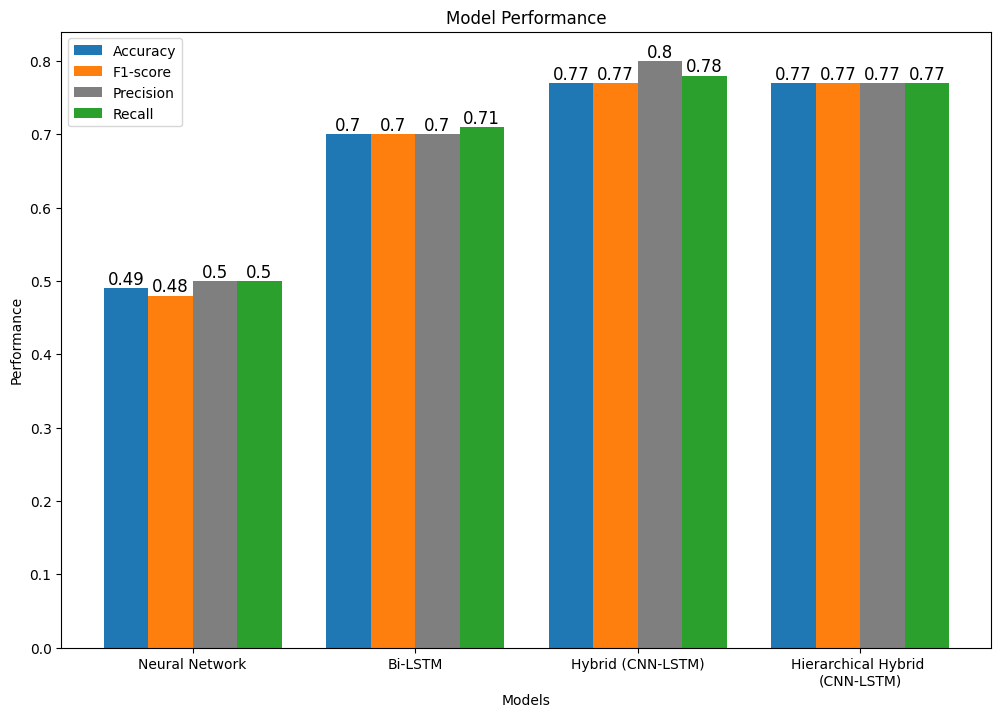 Model Performance
Accuracy
F1-score
Precision
Recall
0.8
0.7
0.6
0.5
0.4
0.3
0.2
0.1
0.0
Performance
0.49 0.48 0.5 0.5
0.7 0.7 0.7 0.71
0.77 0.77 0.8 0.78
0.77 0.77 0.77 0.77
Neural Network
Bi-LSTM
Hybrid (CNN-LSTM)
Hierarchical Hybrid
(CNN-LSTM)
Models